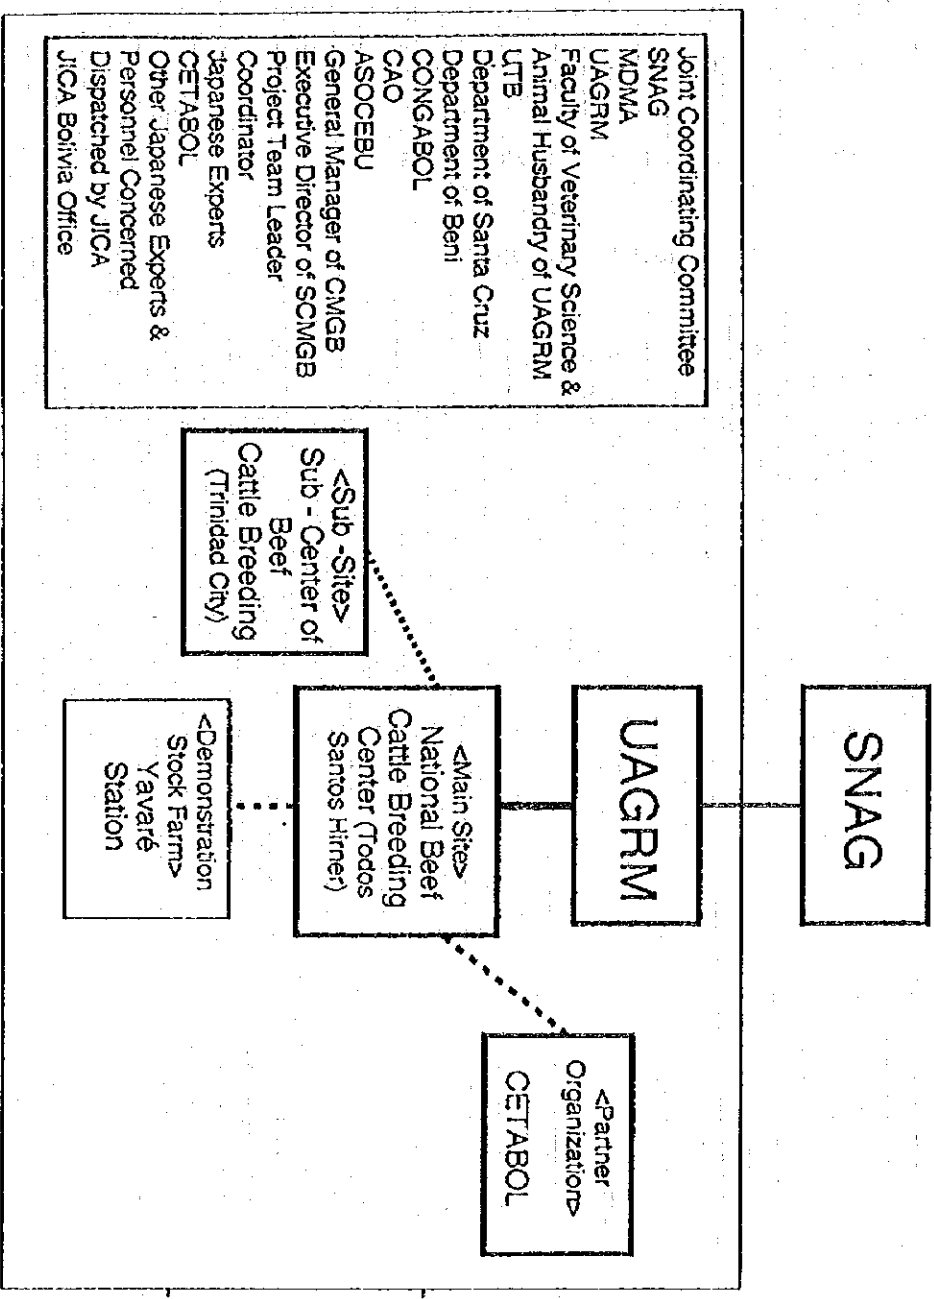 SNAG
UAGRM
Joint Coordinating Committee
SNAG
MDMA
UAGRM
Faculty of Veterinary Science &
Animal Husbandry of UAGRM
UTB
Department of Santa Cruz
Department of Beni
CONGABOL
CAO
ASOCEBU
General Manager of CMGB
Executive Director of SCMGB
Project Team Leader
Coordinator
Japanese Experts
CETABOL
Other Japanese Experts &
Personnel Concerned
Dispatched by JICA
JICA Bolivia Office
<Sub -Site>
Sub - Center of
Beef
Cattle Breeding
(Trinidad City)
<Main Site>
National Beef
Cattle Breeding
Center (Todos
Santos Hirner)
<Partner
Organization>
CETABOL
<Demonstration
Stock Farm>
Yavaré
Station